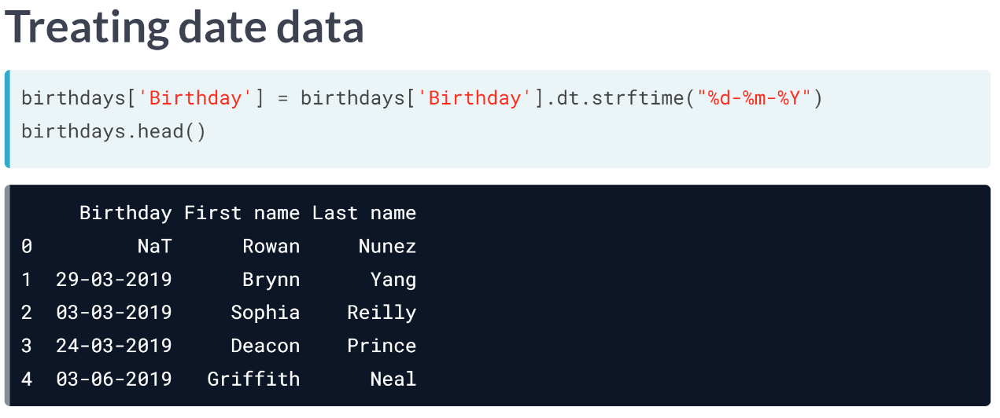 Treating date data
birthdays['Birthday'] = birthdays['Birthday'].dt.strftime("%d-%m-%Y")
birthdays.head()
Birthday First name Last name
0 NaT Rowan Nunez
1 29-03-2019 Brynn Yang
2 03-03-2019 Sophia Reilly
3 24-03-2019 Deacon Prince
4 03-06-2019 Griffith Neal